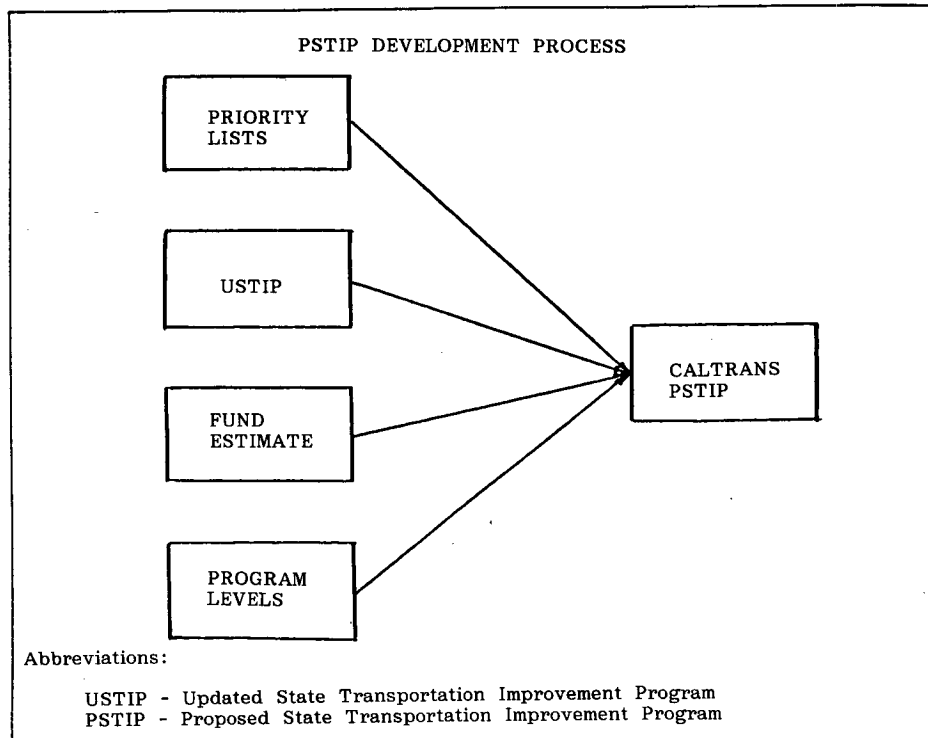 PSTIP DEVELOPMENT PROCESS
PRIORITY
LISTS
USTIP
FUND
ESTIMATE
PROGRAM
LEVELS
CALTRANS
PSTIP
Abbreviations:
USTIP - Updated State Transportation Improvement Program
PSTIP - Proposed State Transportation Improvement Program